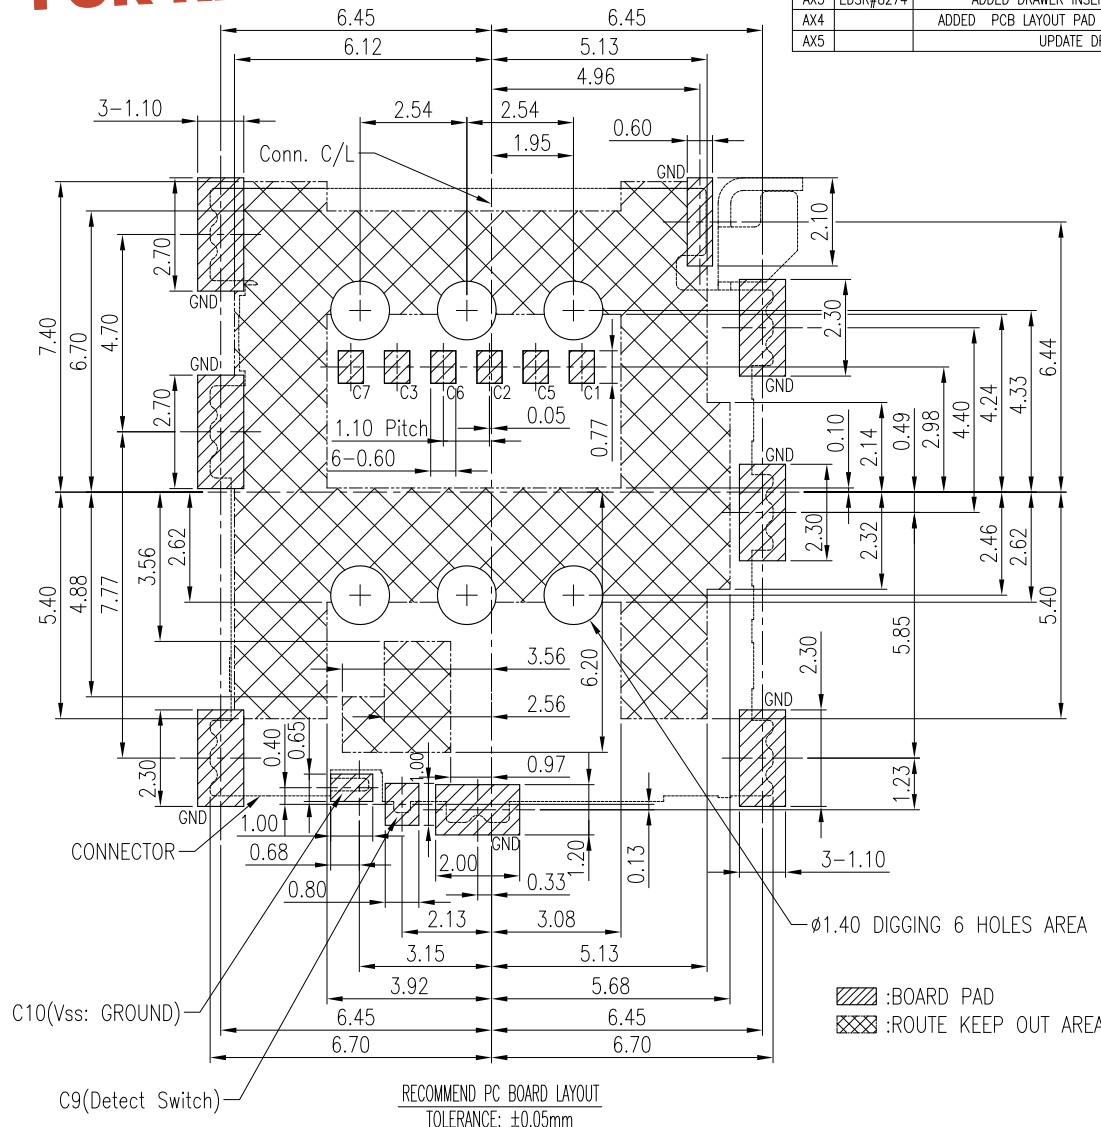 AX4 ADDED PCB LAYOUT PAD
AX5 UPDATE
6.45 6.45
6.12 5.13
4.96
3-1.10 2.54 2.54 0.60
1.95
Conn. C/L
GND
2.70 2.10
GND
7.40 6.70 4.70 2.30 6.44
GND GND
C7 C3 C6 C2 C5 C1
2.70 1.10 Pitch 0.05 0.77
6-0.60
0.10 2.14 0.49 2.98 4.40 4.24 4.33
GND
2.30
5.40 4.88 7.77 3.56 2.62 2.32 2.46 2.62 5.40
5.85
3.56 6.20 2.30
2.56
GND
2.30 0.40 0.65 1.00 0.97 1.23
GND
1.00 GND
CONNECTOR 0.68 2.00 1.20 0.13 3-1.10
0.80 0.33
2.13 3.08
ø1.40 DIGGING 6 HOLES AREA
3.15 5.13
3.92 5.68
:BOARD PAD
C10(Vss: GROUND) 6.45 6.45
:ROUTE KEEP OUT AREA
6.70 6.70
C9(Detect Switch)
RECOMMEND PC BOARD LAYOUT
TOLERANCE: ±0.05mm